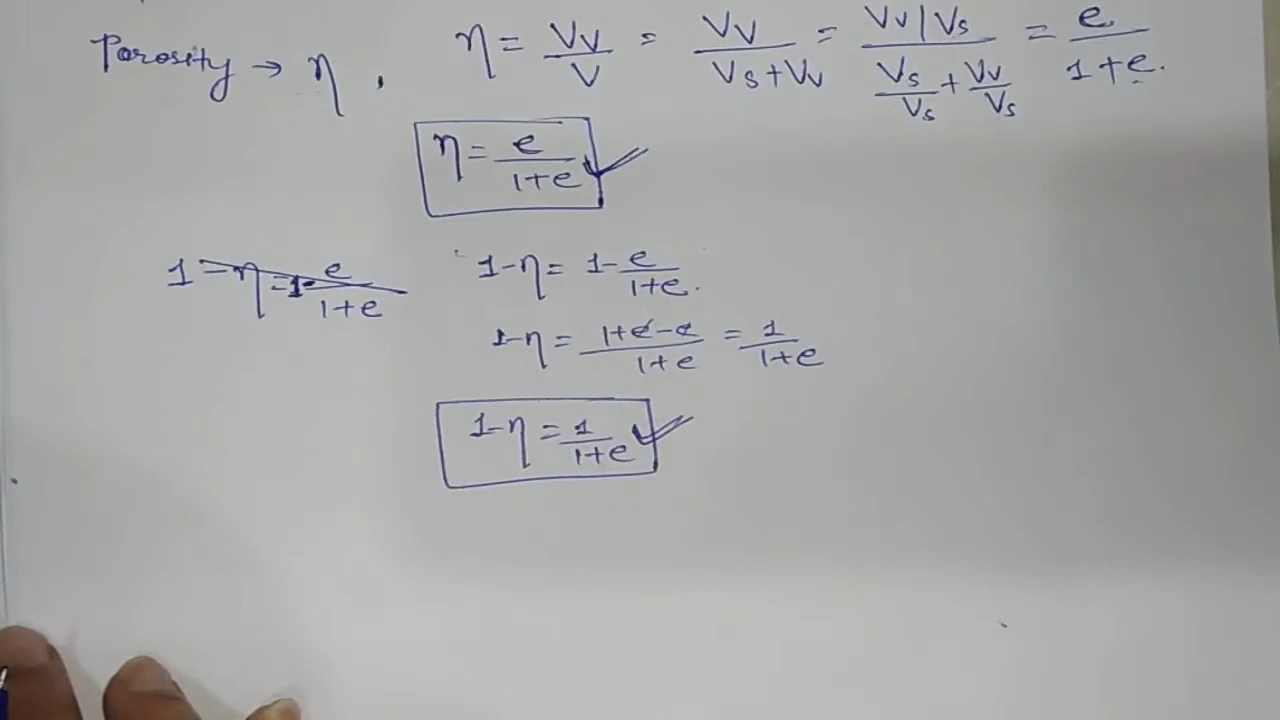 Porosity → η , η = Vv/V = Vv/(Vs+Vv) = (Vv/Vs)/(Vs/Vs + Vv/Vs) = e/(1+e).
η = e/(1+e) ✓
1 - η = 1 - e/(1+e) 1-η = 1 - e/(1+e).
1-η = (1+e-e)/(1+e) = 1/(1+e)
1-η = 1/(1+e) ✓